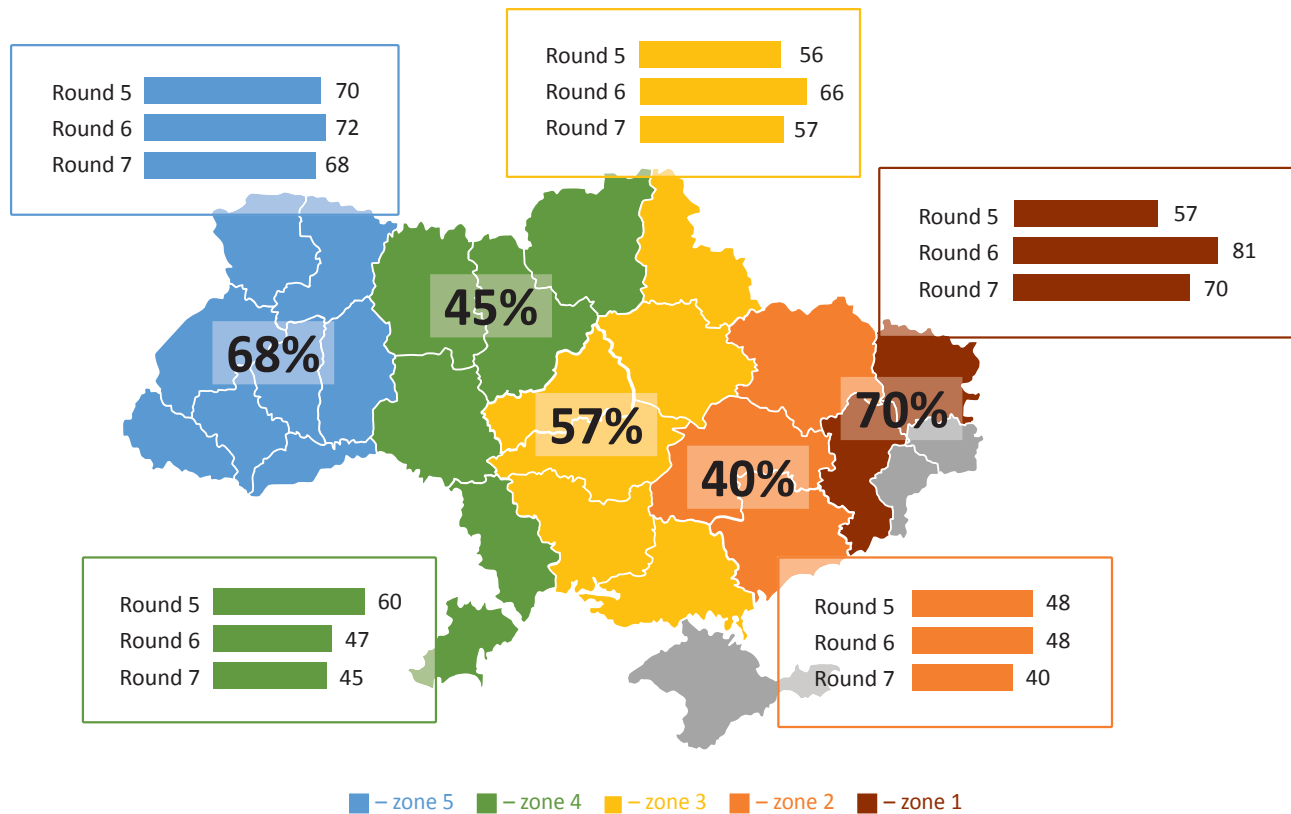 Round 5 70
Round 6 72
Round 7 68
Round 5 56
Round 6 66
Round 7 57
Round 5 57
Round 6 81
Round 7 70
45%
68%
57%
70%
40%
Round 5 60
Round 6 47
Round 7 45
Round 5 48
Round 6 48
Round 7 40
– zone 5 – zone 4 – zone 3 – zone 2 – zone 1